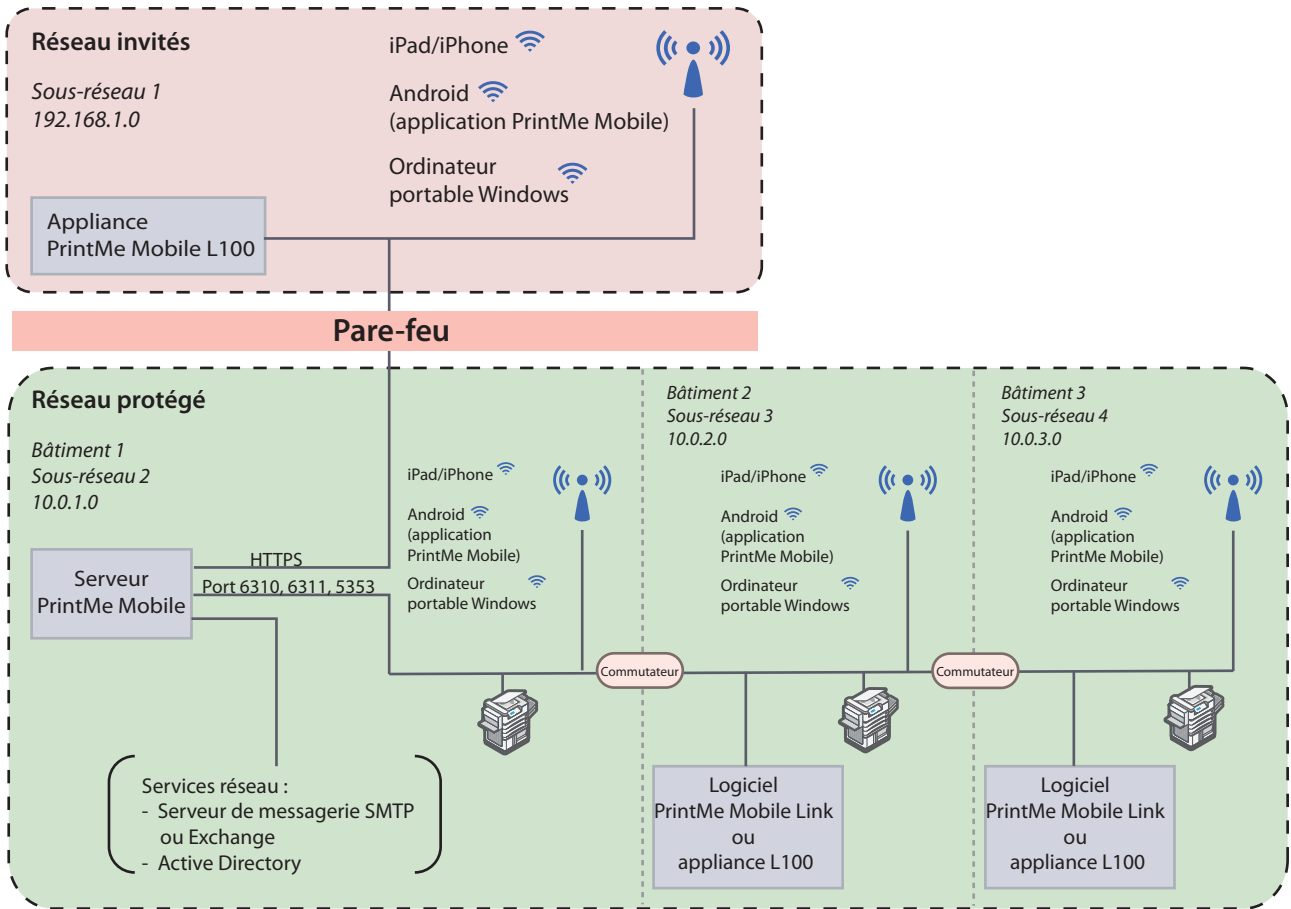 Réseau invités
Sous-réseau 1
192.168.1.0
iPad/iPhone
Android
(application PrintMe Mobile)
Ordinateur
portable Windows
Appliance
PrintMe Mobile L100
Pare-feu
Réseau protégé
Bâtiment 1
Sous-réseau 2
10.0.1.0
iPad/iPhone
Android
(application
PrintMe Mobile)
Ordinateur
portable Windows
Serveur
PrintMe Mobile
HTTPS
Port 6310, 6311, 5353
Services réseau :
- Serveur de messagerie SMTP
ou Exchange
- Active Directory
Commutateur
Bâtiment 2
Sous-réseau 3
10.0.2.0
iPad/iPhone
Android
(application
PrintMe Mobile)
Ordinateur
portable Windows
Logiciel
PrintMe Mobile Link
ou
appliance L100
Commutateur
Bâtiment 3
Sous-réseau 4
10.0.3.0
iPad/iPhone
Android
(application
PrintMe Mobile)
Ordinateur
portable Windows
Logiciel
PrintMe Mobile Link
ou
appliance L100